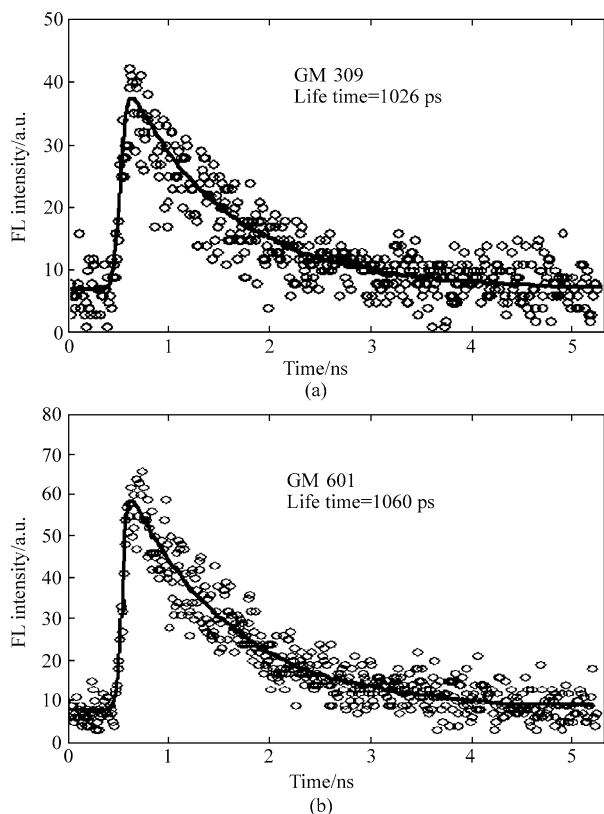 50
40
30
20
10
0
FL intensity/a.u.
GM 309
Life time=1026 ps
0 1 2 3 4 5
Time/ns
(a)
80
70
60
50
40
30
20
10
0
FL intensity/a.u.
GM 601
Life time=1060 ps
0 1 2 3 4 5
Time/ns
(b)